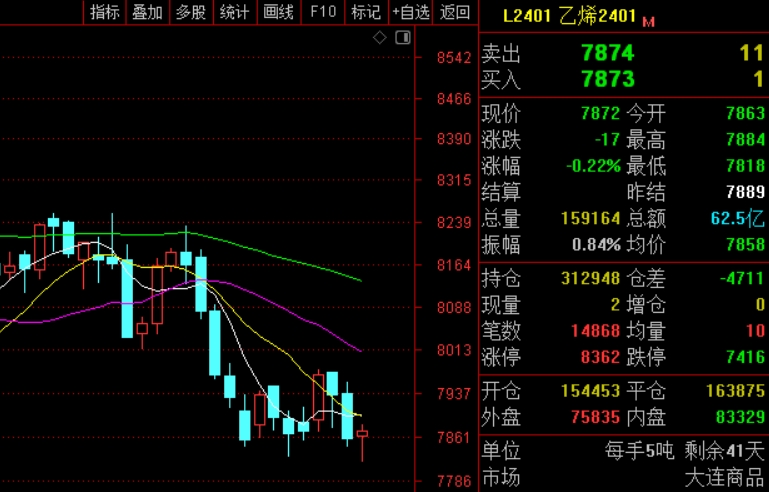 指标 叠加 多股 统计 画线 F10 标记 +自选 返回
L2401 乙烯2401 M
卖出 7874 11
买入 7873 1
现价 7872 今开 7863
涨跌 -17 最高 7884
涨幅 -0.22% 最低 7818
结算 昨结 7889
总量 159164 总额 62.5亿
振幅 0.84% 均价 7858
持仓 312948 仓差 -4711
现量 2 增仓 0
笔数 14868 均量 10
涨停 8362 跌停 7416
开仓 154453 平仓 163875
外盘 75835 内盘 83329
单位 每手5吨 剩余41天
市场 大连商品
8542
8466
8390
8315
8239
8164
8088
8013
7937
7861
7786